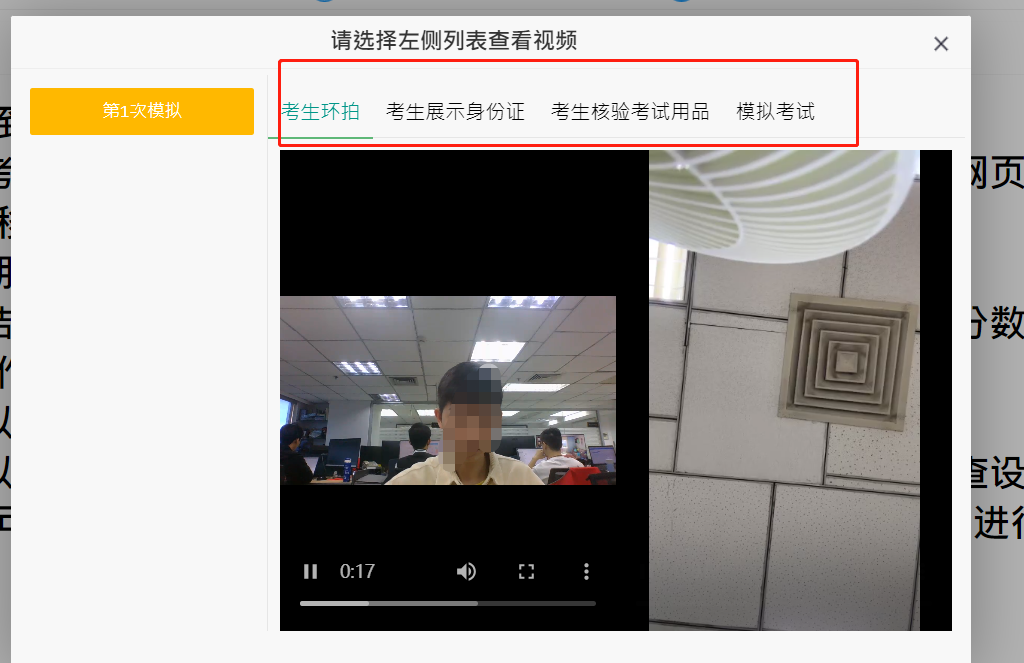 请选择左侧列表查看视频
第1次模拟
考生环拍 考生展示身份证 考生核验考试用品 模拟考试
网页
分数
查设
进行
0:17